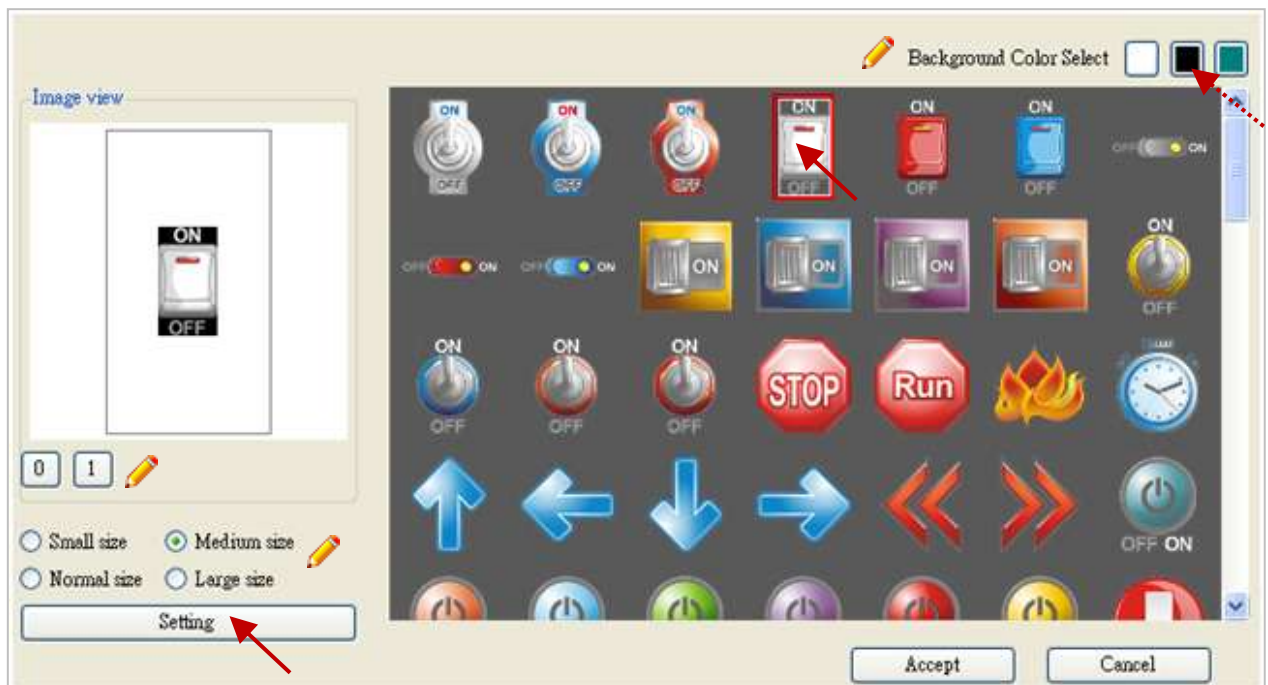 Background Color Select
Image view
ON
OFF
0 1
Small size Medium size
Normal size Large size
Setting
ON ON ON ON ON ON
OFF OFF OFF OFF OFF OFF OFF ON
OFF ON OFF ON ON ON ON ON ON
OFF
ON ON ON
STOP Run
OFF OFF OFF
OFF ON
Accept Cancel